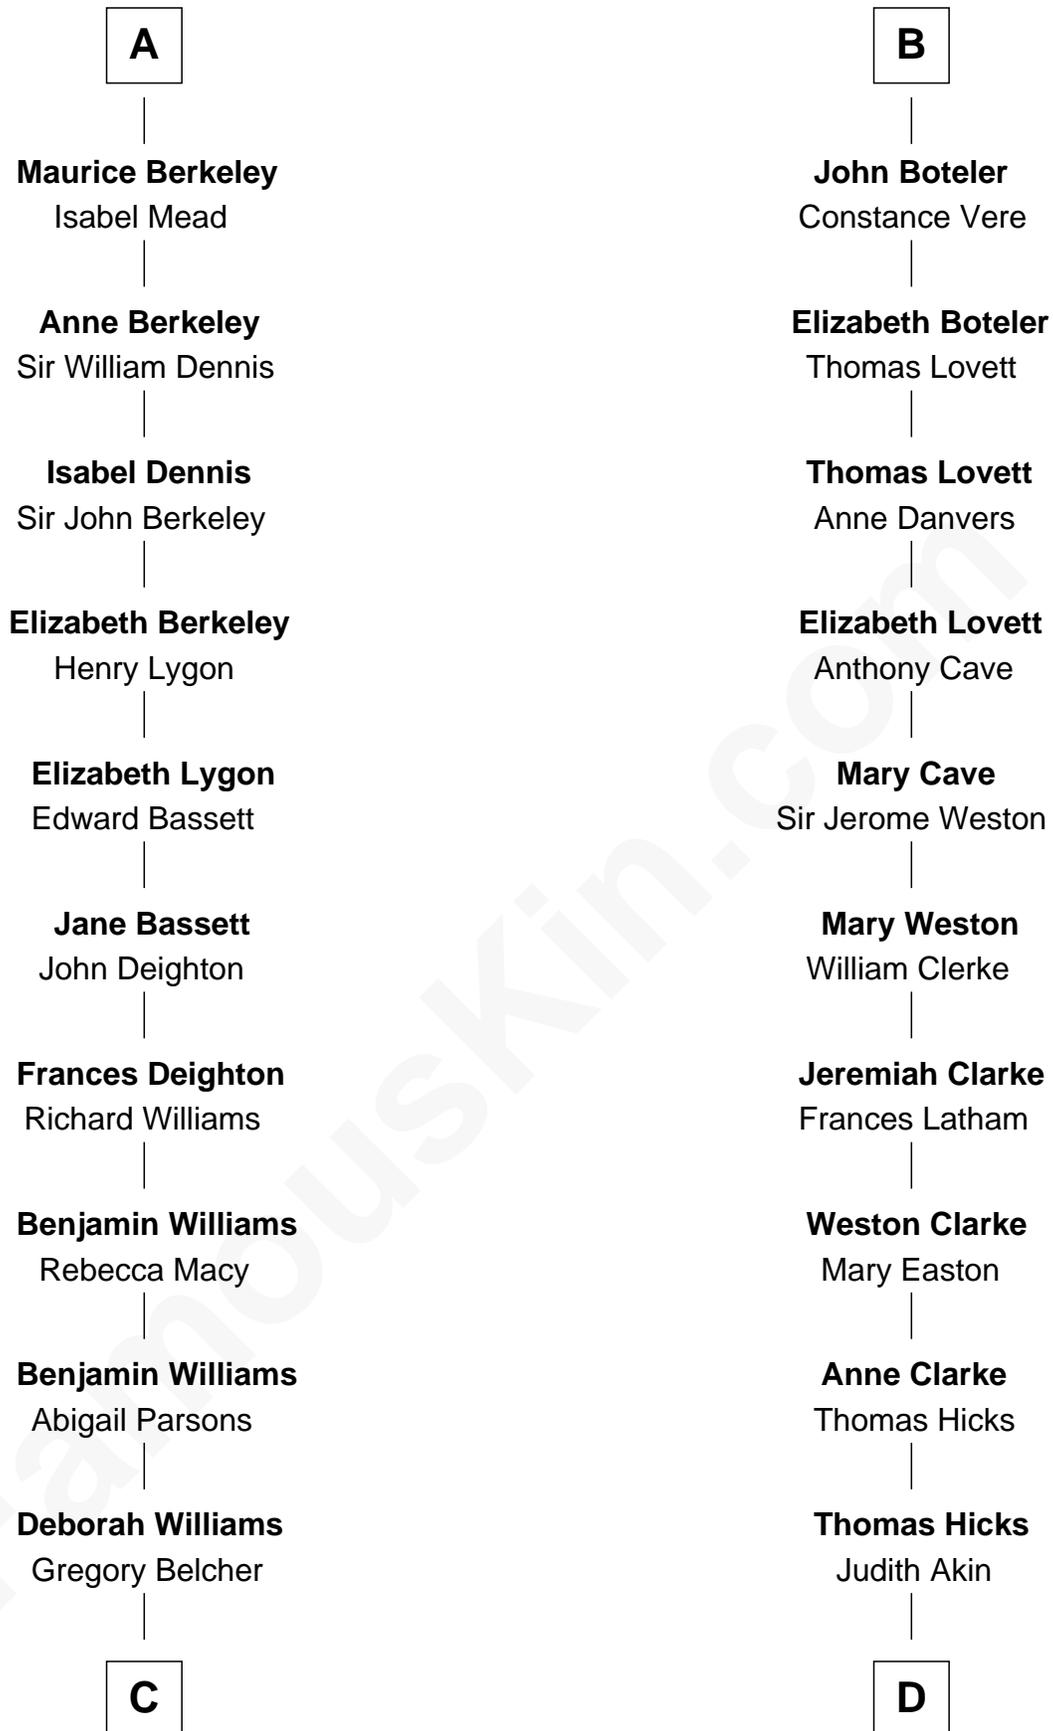 A
Maurice Berkeley
Isabel Mead
Anne Berkeley
Sir William Dennis
Isabel Dennis
Sir John Berkeley
Elizabeth Berkeley
Henry Lygon
Elizabeth Lygon
Edward Bassett
Jane Bassett
John Deighton
Frances Deighton
Richard Williams
Benjamin Williams
Rebecca Macy
Benjamin Williams
Abigail Parsons
Deborah Williams
Gregory Belcher
C
B
John Boteler
Constance Vere
Elizabeth Boteler
Thomas Lovett
Thomas Lovett
Anne Danvers
Elizabeth Lovett
Anthony Cave
Mary Cave
Sir Jerome Weston
Mary Weston
William Clerke
Jeremiah Clarke
Frances Latham
Weston Clarke
Mary Easton
Anne Clarke
Thomas Hicks
Thomas Hicks
Judith Akin
D
FamousKin.com